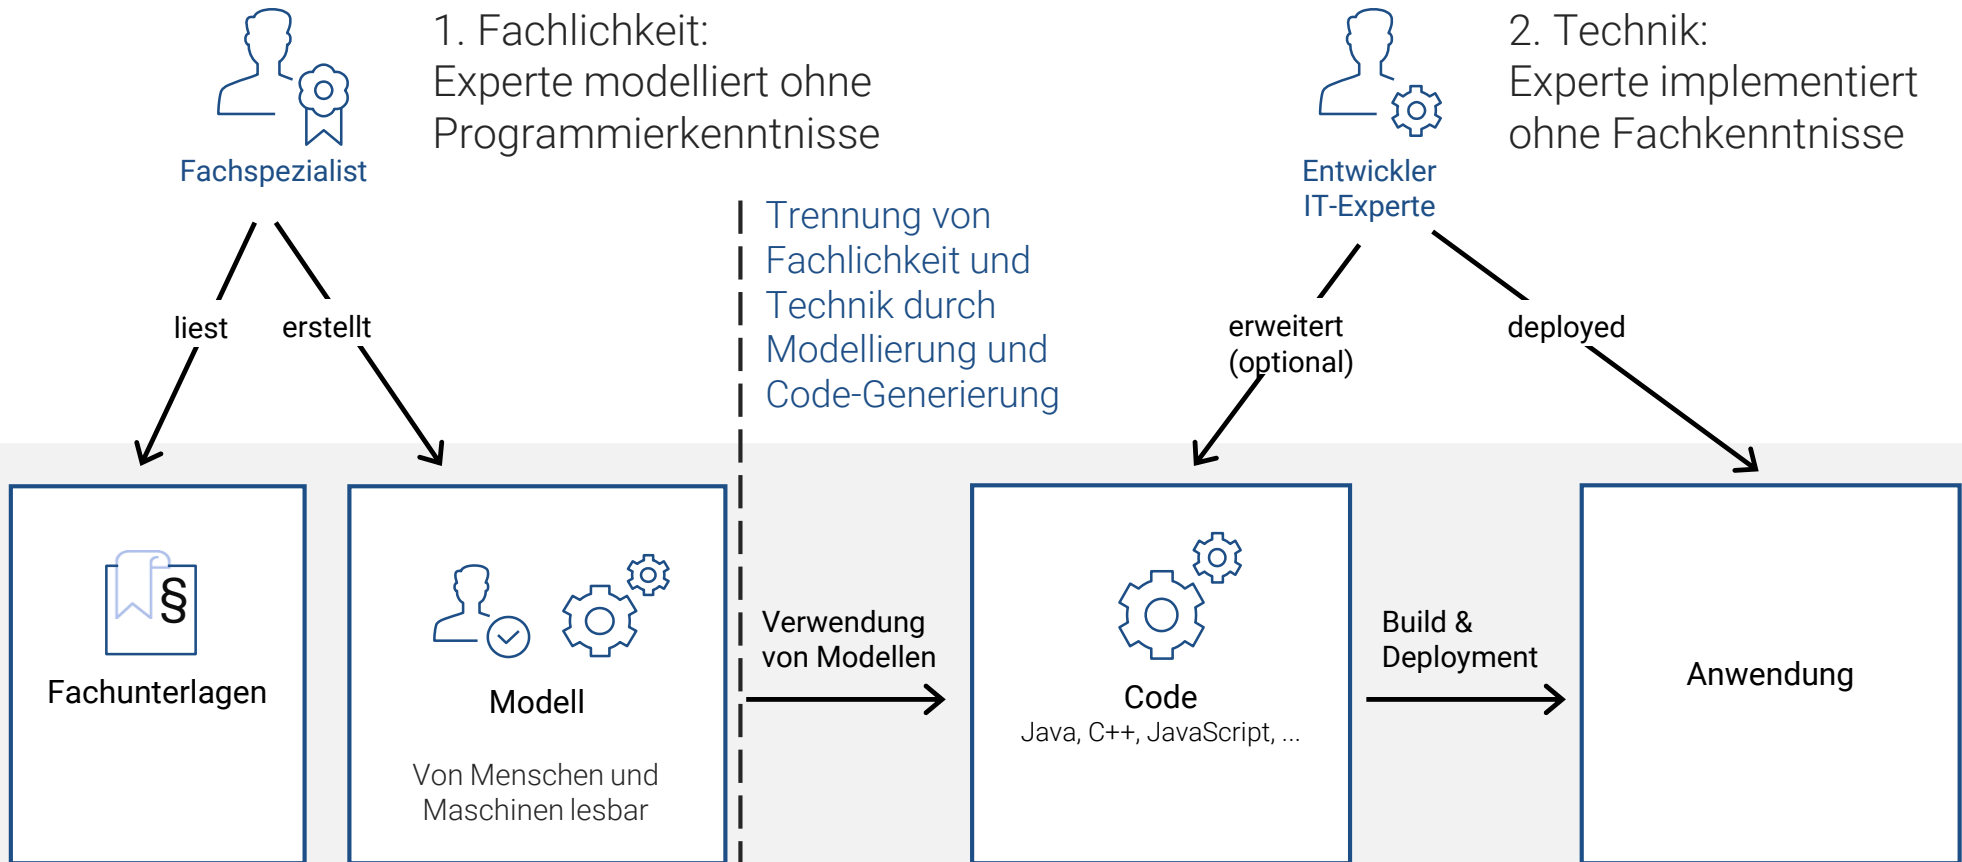 1. Fachlichkeit:
Experte modelliert ohne
Programmierkenntnisse
Fachspezialist
2. Technik:
Experte implementiert
ohne Fachkenntnisse
Entwickler
IT-Experte
Trennung von
Fachlichkeit und
Technik durch
Modellierung und
Code-Generierung
liest
erstellt
erweitert
(optional)
deployed
§
Fachunterlagen
Modell
Von Menschen und
Maschinen lesbar
Verwendung
von Modellen
Code
Java, C++, JavaScript, ...
Build &
Deployment
Anwendung